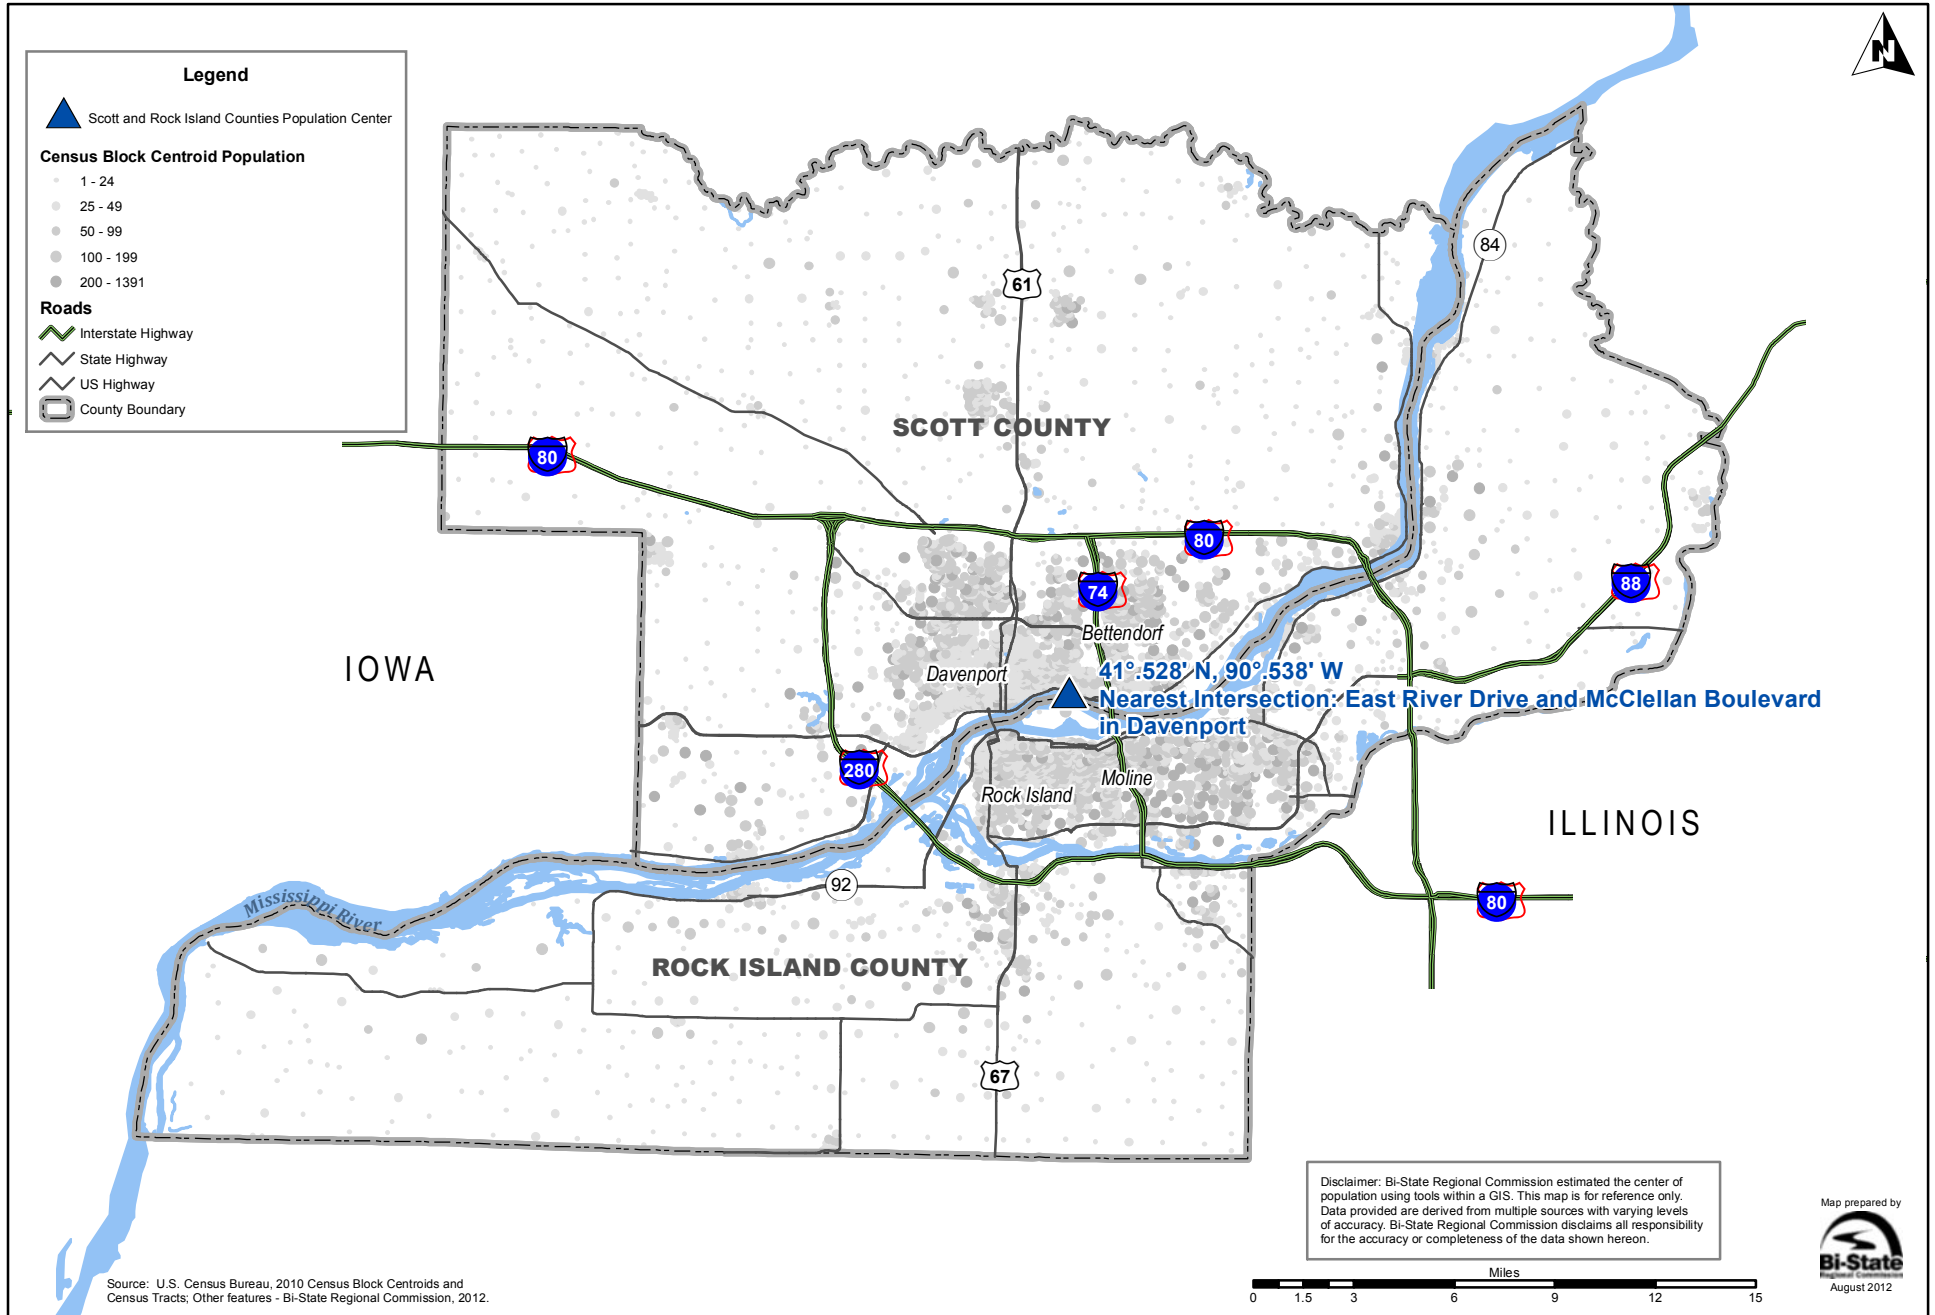 Legend
Scott and Rock Island Counties Population Center
Census Block Centroid Population
1 - 24
25 - 49
50 - 99
100 - 199
200 - 1391
Roads
Interstate Highway
State Highway
US Highway
County Boundary
N
84
61
SCOTT COUNTY
80
80
74
88
Bettendorf
IOWA
Davenport
41° .528' N, 90° .538' W
Nearest Intersection: East River Drive and McClellan Boulevard
in Davenport
280
Moline
Rock Island
ILLINOIS
92
80
Mississippi River
ROCK ISLAND COUNTY
67
Disclaimer: Bi-State Regional Commission estimated the center of
population using tools within a GIS. This map is for reference only.
Data provided are derived from multiple sources with varying levels
of accuracy. Bi-State Regional Commission disclaims all responsibility
for the accuracy or completeness of the data shown hereon.
Map prepared by
Bi-State
Regional Commission
August 2012
Source: U.S. Census Bureau, 2010 Census Block Centroids and
Census Tracts; Other features - Bi-State Regional Commission, 2012.
Miles
0 1.5 3 6 9 12 15